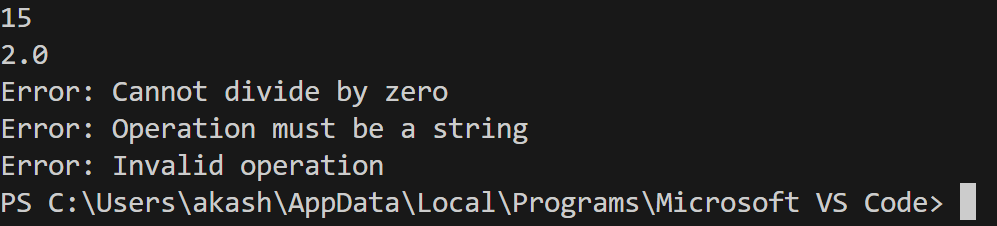 15
2.0
Error: Cannot divide by zero
Error: Operation must be a string
Error: Invalid operation
PS C:\Users\akash\AppData\Local\Programs\Microsoft VS Code>